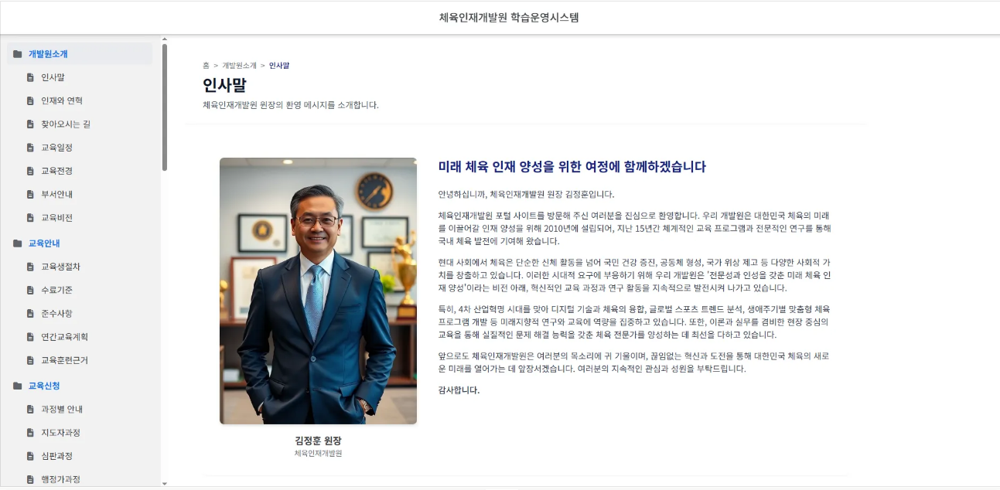 체육인재개발원 학습운영시스템
개발원소개
인사말
인재와 연혁
찾아오시는 길
교육일정
교육전경
부서안내
교육비전
교육안내
교육생절차
수료기준
준수사항
연간교육계획
교육훈련근거
교육신청
과정별 안내
지도자과정
심판과정
행정가과정
홈 > 개발원소개 > 인사말
인사말
체육인재개발원 원장의 환영 메시지를 소개합니다.
미래 체육 인재 양성을 위한 여정에 함께하겠습니다
안녕하십니까, 체육인재개발원 원장 김정훈입니다.
체육인재개발원 포털 사이트를 방문해 주신 여러분을 진심으로 환영합니다. 우리 개발원은 대한민국 체육의 미래
를 이끌어갈 인재 양성을 위해 2010년에 설립되어, 지난 15년간 체계적인 교육 프로그램과 전문적인 연구를 통해
국내 체육 발전에 기여해 왔습니다.
현대 사회에서 체육은 단순한 신체 활동을 넘어 국민 건강 증진, 공동체 형성, 국가 위상 제고 등 다양한 사회적 가
치를 창출하고 있습니다. 이러한 시대적 요구에 부응하기 위해 우리 개발원은 '전문성과 인성을 갖춘 미래 체육 인
재 양성'이라는 비전 아래, 혁신적인 교육 과정과 연구 활동을 지속적으로 발전시켜 나가고 있습니다.
특히, 4차 산업혁명 시대를 맞아 디지털 기술과 체육의 융합, 글로벌 스포츠 트렌드 분석, 생애주기별 맞춤형 체육
프로그램 개발 등 미래지향적 연구와 교육에 역량을 집중하고 있습니다. 또한, 이론과 실무를 겸비한 현장 중심의
교육을 통해 실질적인 문제 해결 능력을 갖춘 체육 전문가를 양성하는 데 최선을 다하고 있습니다.
앞으로도 체육인재개발원은 여러분의 목소리에 귀 기울이며, 끊임없는 혁신과 도전을 통해 대한민국 체육의 새로
운 미래를 열어가는 데 앞장서겠습니다. 여러분의 지속적인 관심과 성원을 부탁드립니다.
감사합니다.
김정훈 원장
체육인재개발원